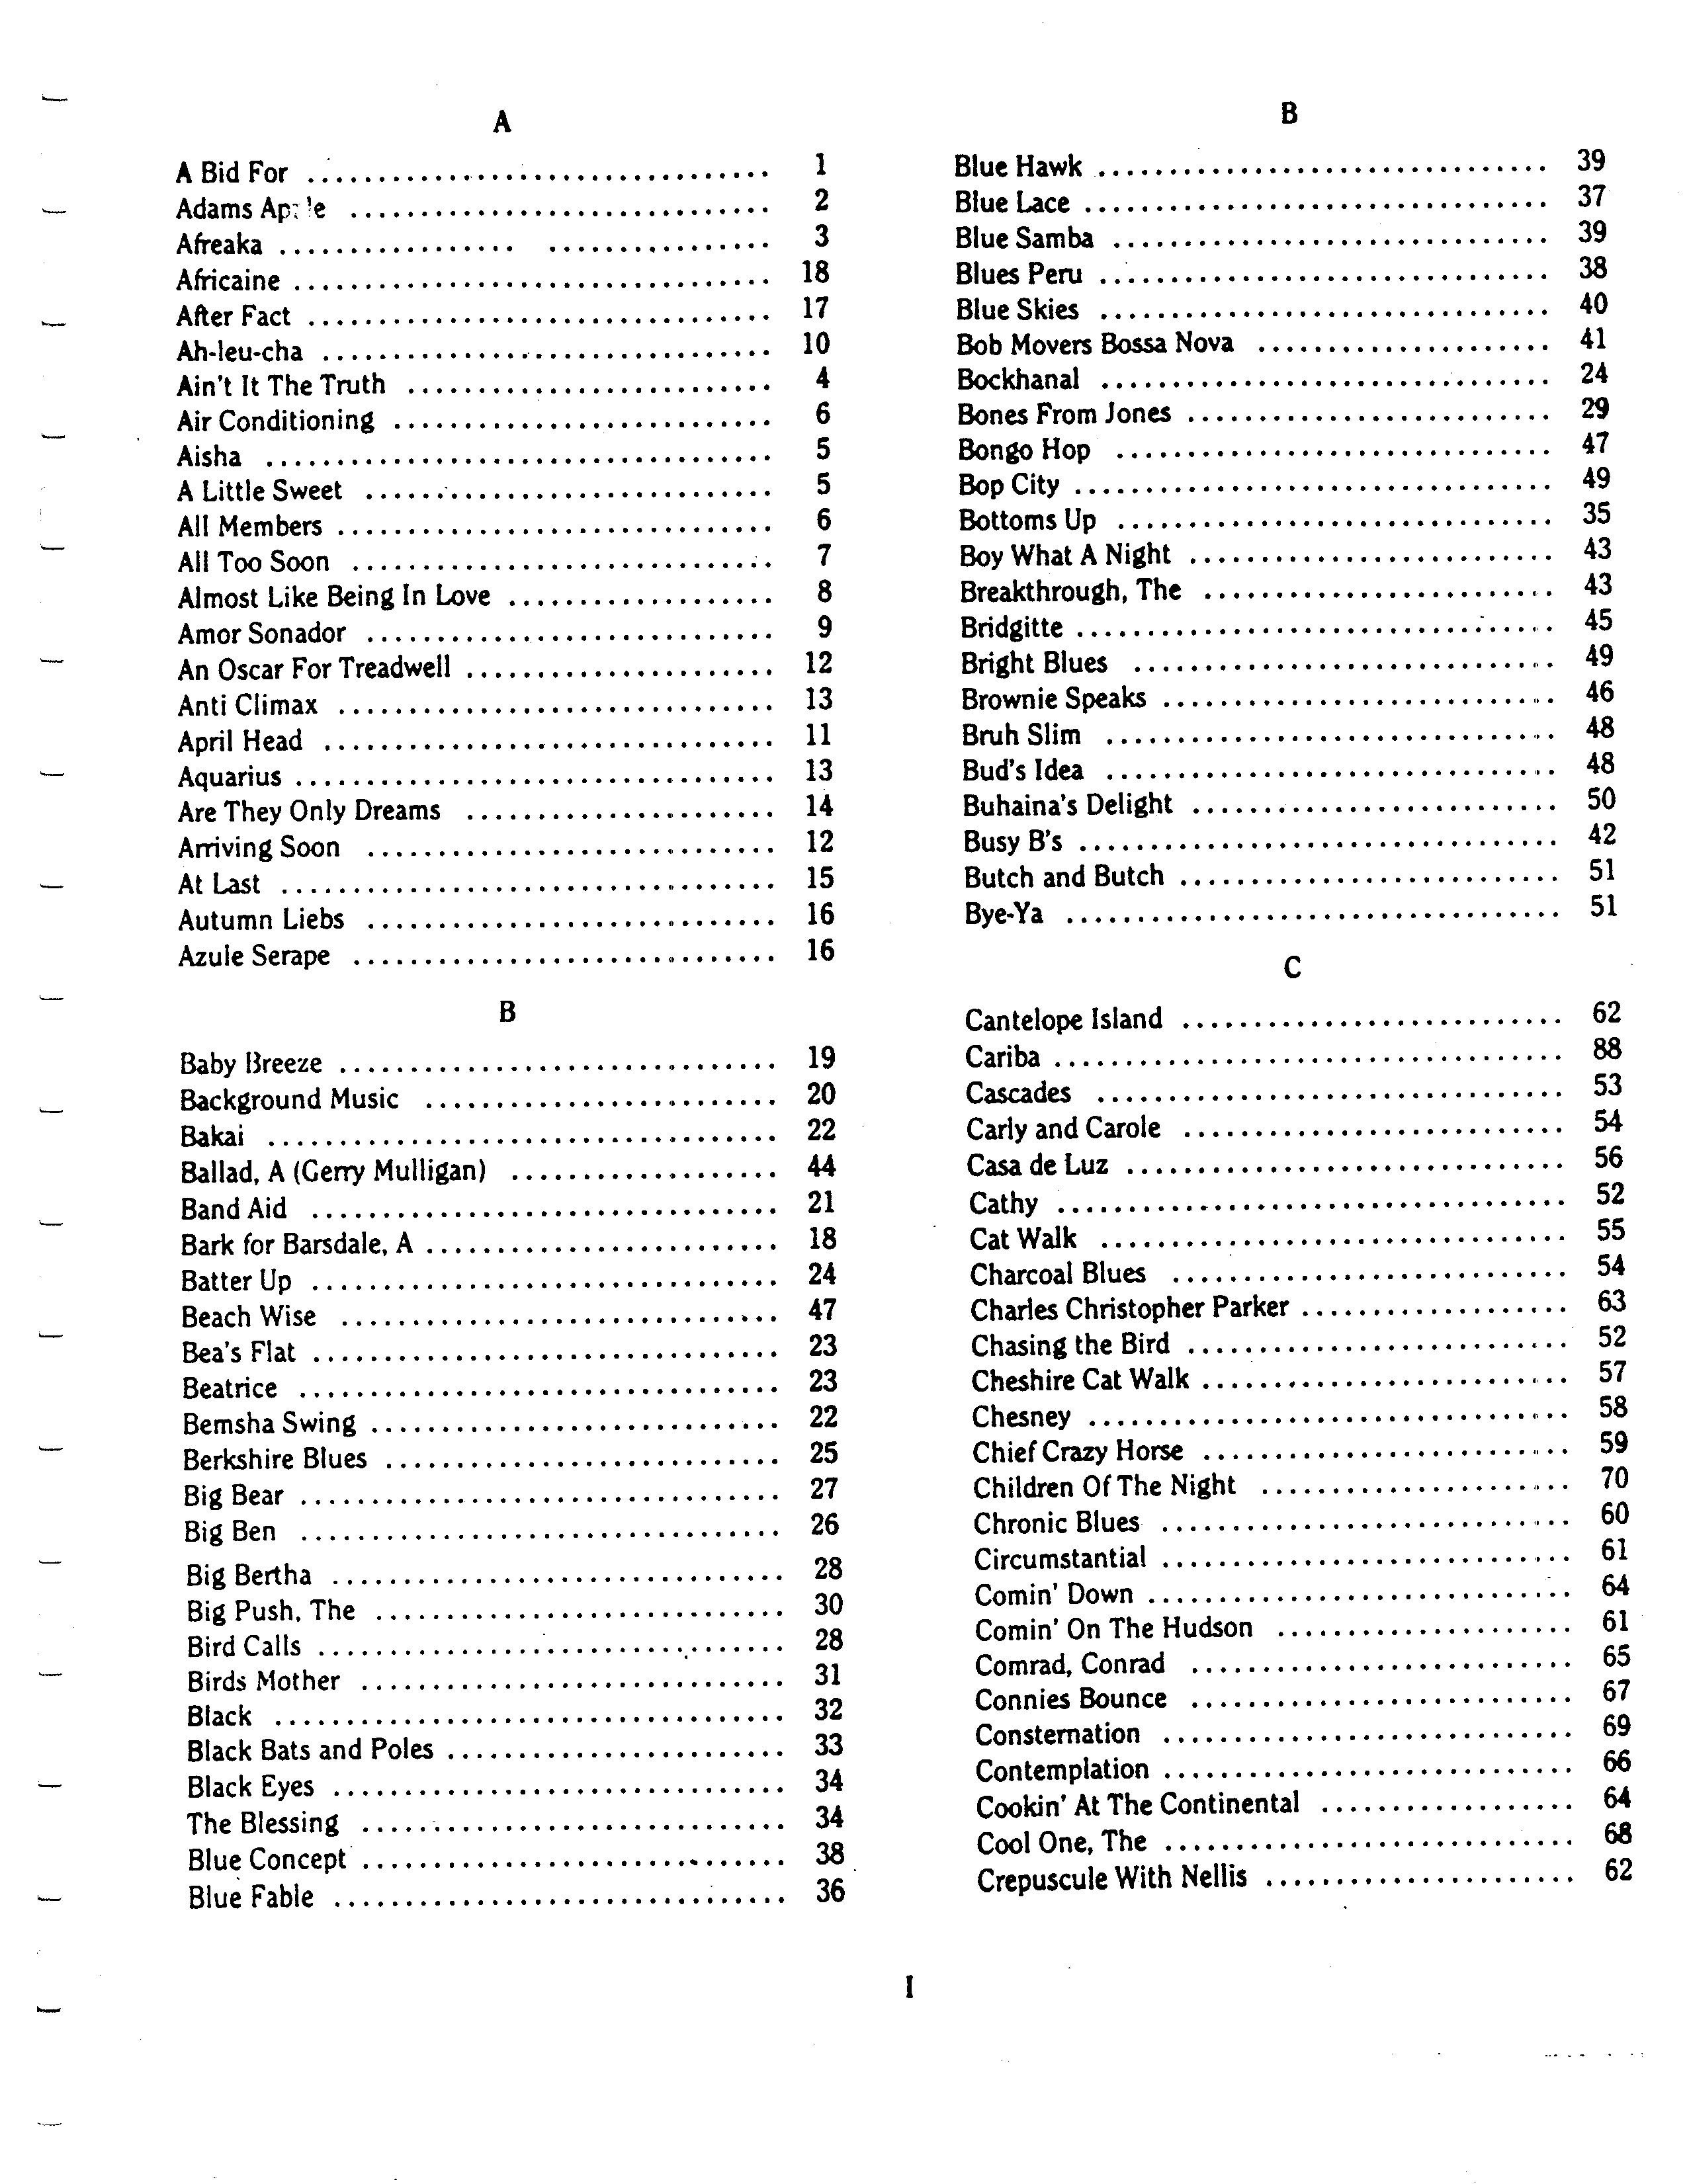 A
A Bid For .................................. 1
Adams Apple .............................. 2
Afreaka ................. ................ 3
Africaine .................................. 18
After Fact ................................. 17
Ah-leu-cha ................................ 10
Ain't It The Truth .......................... 4
Air Conditioning ........................... 6
Aisha .................................... 5
A Little Sweet ............................. 5
All Members ............................... 6
All Too Soon .............................. 7
Almost Like Being In Love ................... 8
Amor Sonador ............................. 9
An Oscar For Treadwell ...................... 12
Anti Climax ............................... 13
April Head ................................ 11
Aquarius .................................. 13
Are They Only Dreams ...................... 14
Arriving Soon ............................. 12
At Last ................................... 15
Autumn Liebs ............................. 16
Azule Serape .............................. 16
B
Baby Breeze ............................... 19
Background Music ......................... 20
Bakai .................................... 22
Ballad, A (Gerry Mulligan) ................... 44
Band Aid ................................. 21
Bark for Barsdale, A ......................... 18
Batter Up ................................. 24
Beach Wise ............................... 47
Bea's Flat ................................. 23
Beatrice .................................. 23
Bemsha Swing ............................. 22
Berkshire Blues ............................ 25
Big Bear .................................. 27
Big Ben .................................. 26
Big Bertha ................................ 28
Big Push, The ............................. 30
Bird Calls ................................. 28
Birds Mother .............................. 31
Black .................................... 32
Black Bats and Poles ........................ 33
Black Eyes ................................ 34
The Blessing .............................. 34
Blue Concept .............................. 38
Blue Fable ................................ 36
B
Blue Hawk ................................ 39
Blue Lace ................................. 37
Blue Samba ............................... 39
Blues Peru ................................ 38
Blue Skies ................................ 40
Bob Movers Bossa Nova ..................... 41
Bockhanal ................................ 24
Bones From Jones .......................... 29
Bongo Hop ............................... 47
Bop City .................................. 49
Bottoms Up ............................... 35
Boy What A Night .......................... 43
Breakthrough, The ......................... 43
Bridgitte .................................. 45
Bright Blues .............................. 49
Brownie Speaks ............................ 46
Bruh Slim ................................ 48
Bud's Idea ................................ 48
Buhaina's Delight .......................... 50
Busy B's .................................. 42
Butch and Butch ........................... 51
Bye-Ya ................................... 51
C
Cantelope Island ........................... 62
Cariba .................................... 88
Cascades ................................. 53
Carly and Carole ........................... 54
Casa de Luz ............................... 56
Cathy .................................... 52
Cat Walk ................................. 55
Charcoal Blues ............................ 54
Charles Christopher Parker ................... 63
Chasing the Bird ........................... 52
Cheshire Cat Walk .......................... 57
Chesney .................................. 58
Chief Crazy Horse .......................... 59
Children Of The Night ...................... 70
Chronic Blues ............................. 60
Circumstantial ............................. 61
Comin' Down .............................. 64
Comin' On The Hudson ..................... 61
Comrad, Conrad ........................... 65
Connies Bounce ........................... 67
Consternation ............................. 69
Contemplation ............................. 66
Cookin' At The Continental .................. 64
Cool One, The ............................. 68
Crepuscule With Nellis ...................... 62
I